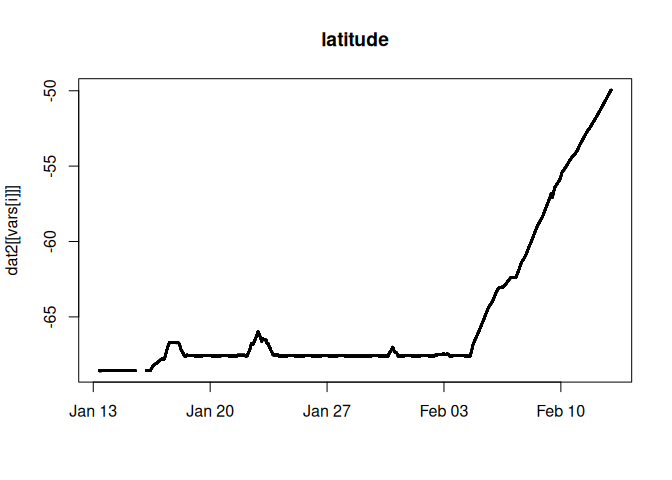 latitude
dat2[[vars[i]]]
-50
-55
-60
-65
Jan 13
Jan 20
Jan 27
Feb 03
Feb 10